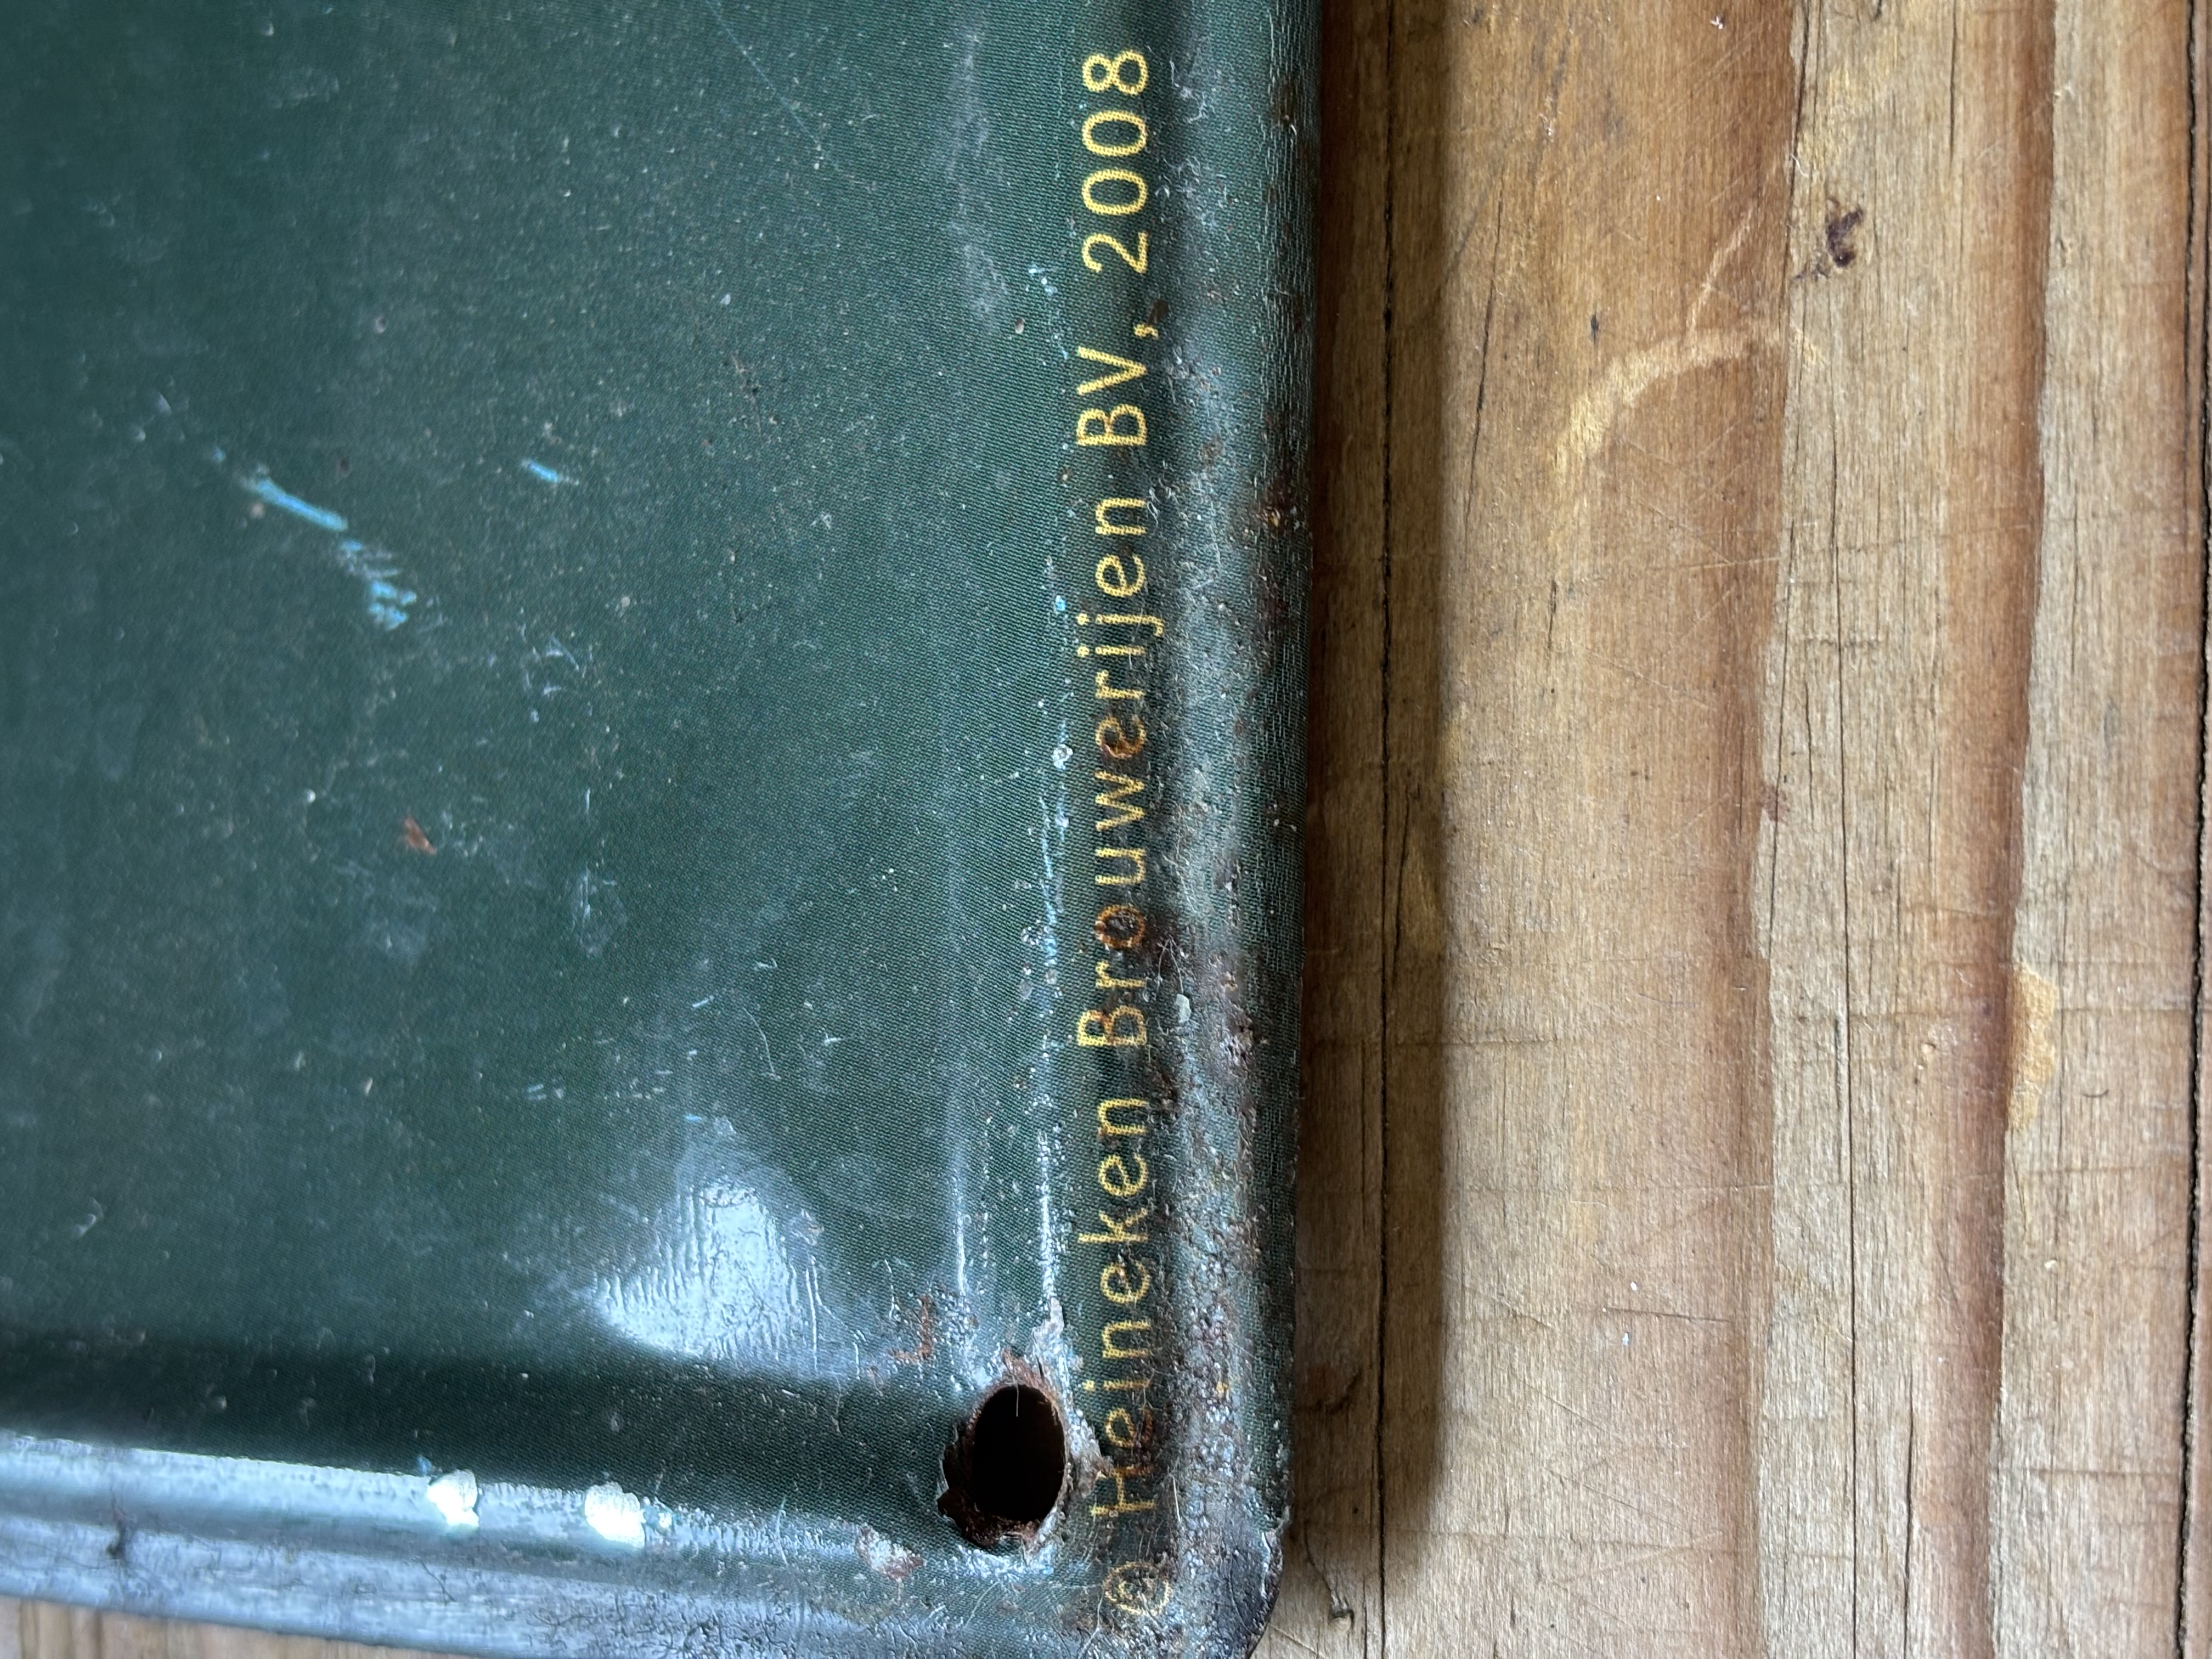 © Heineken Brouwerijen BV, 2008